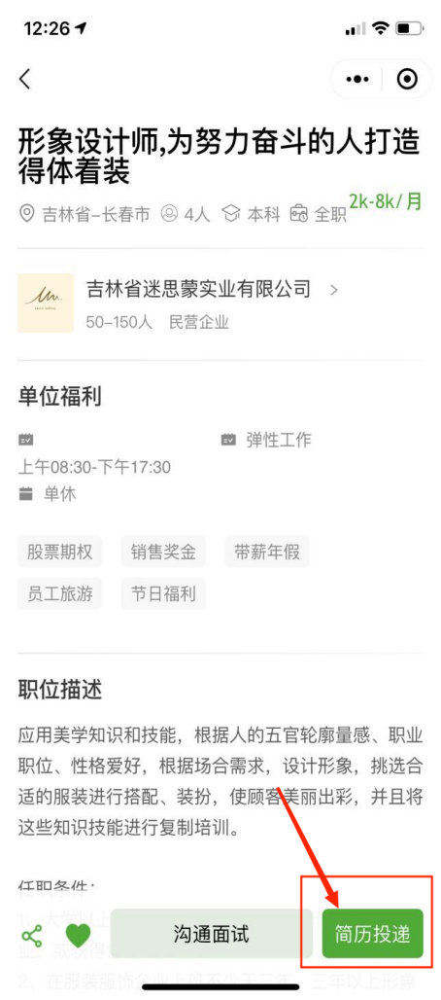 12:26
形象设计师,为努力奋斗的人打造
得体着装
吉林省-长春市 4人 本科 全职 2k-8k/月
吉林省迷思蒙实业有限公司
50-150人 民营企业
单位福利
弹性工作
上午08:30-下午17:30
单休
股票期权 销售奖金 带薪年假
员工旅游 节日福利
职位描述
应用美学知识和技能，根据人的五官轮廓量感、职业
职位、性格爱好，根据场合需求，设计形象，挑选合
适的服装进行搭配、装扮，使顾客美丽出彩，并且将
这些知识技能进行复制培训。
任职条件：
沟通面试 简历投递